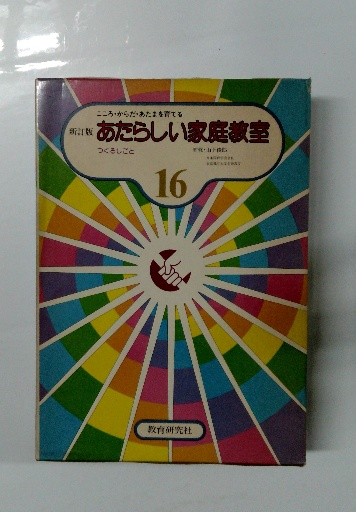 こころ・からだ・あたまを育てる
新訂版 あたらしい家庭教室
つくるしごと
16
教育研究社